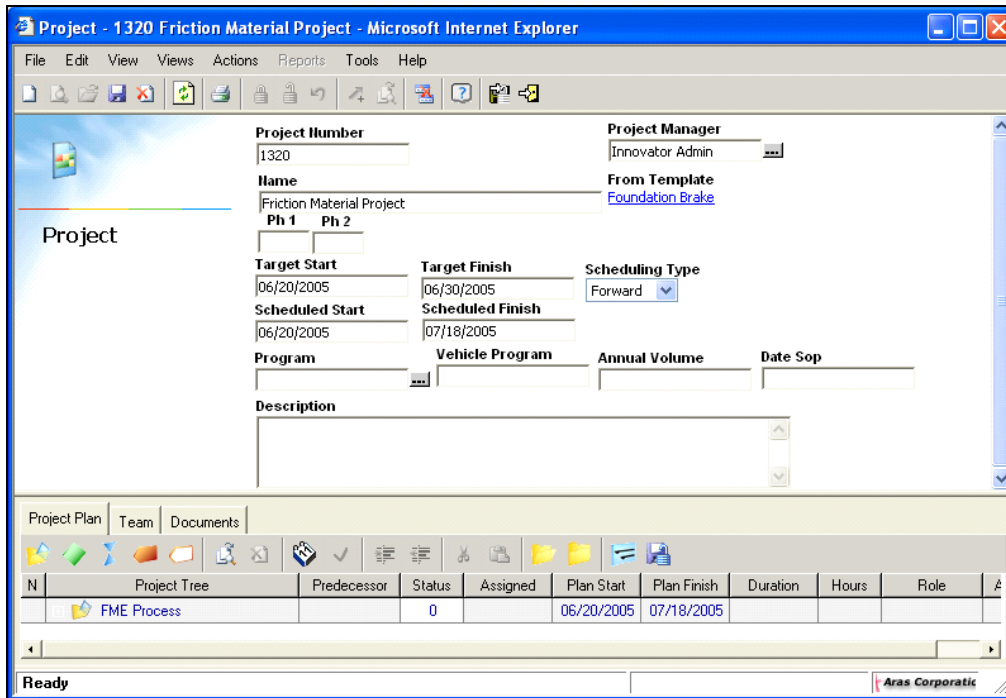 Project - 1320 Friction Material Project - Microsoft Internet Explorer
File Edit View Views Actions Reports Tools Help
Project Number Project Manager
1320 Innovator Admin ...
Name From Template
Friction Material Project Foundation Brake
Ph 1 Ph 2
Project
Target Start Target Finish Scheduling Type
06/20/2005 06/30/2005 Forward
Scheduled Start Scheduled Finish
06/20/2005 07/18/2005
Program Vehicle Program Annual Volume Date Sop
...
Description
Project Plan Team Documents
N Project Tree Predecessor Status Assigned Plan Start Plan Finish Duration Hours Role A
FME Process 0 06/20/2005 07/18/2005
Ready Aras Corporatic